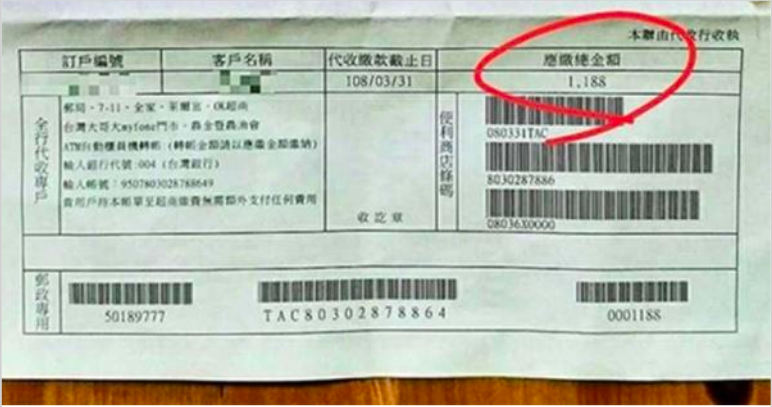 本聯由代收行收執
訂戶編號 客戶名稱 代收繳款截止日 應繳總金額
108/03/31 1,188
全行代收專戶
郵局、7-11、全家、萊爾富、OK超商
台灣大哥大myfone門市、農金暨農漁會
ATM自動櫃員機轉帳:(轉帳金額請以應繳金額繳納)
輸入銀行代號:004 (台灣銀行)
輸入帳號:9507803028788649
貴用戶持本帳單至超商繳費無需額外支付任何費用
收訖章
便利商店條碼
080331TAC
8030287886
08036X0000
郵政專用
50189777 TAC80302878864 0001188